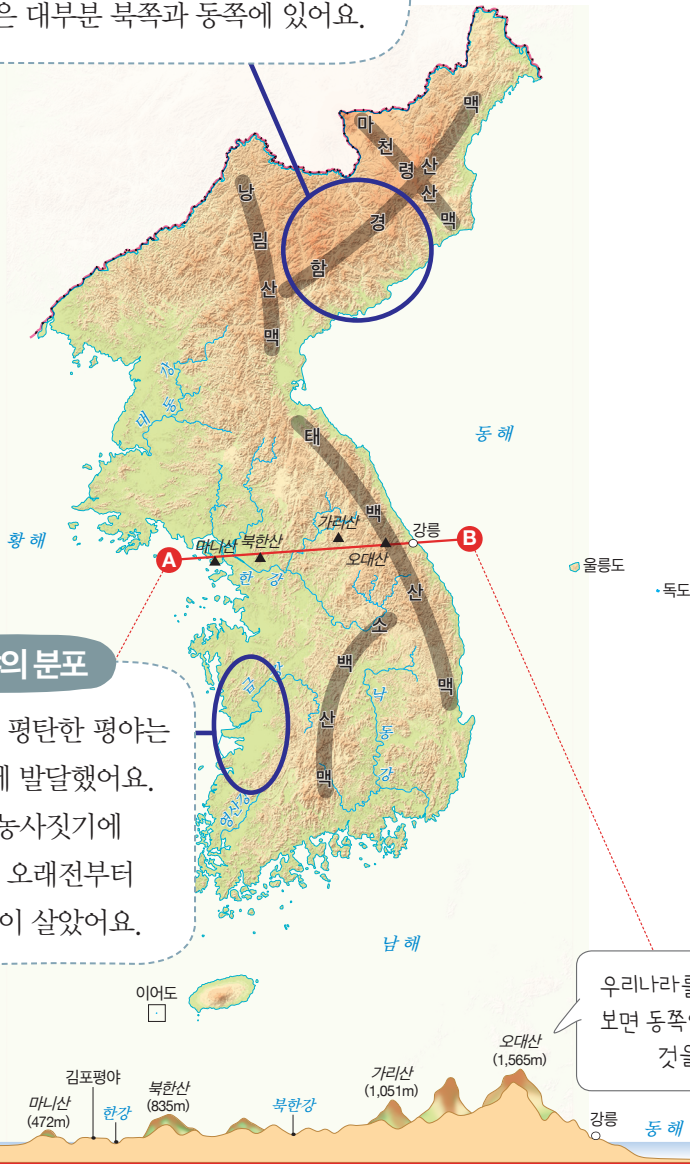 은 대부분 북쪽과 동쪽에 있어요.
마천령산맥
함경산맥
낭림산맥
대동강
태백산맥
동해
황해
가리산
강릉
마니산
북한산
오대산
A
B
한강
울릉도
독도
소백산맥
의 분포
금강
평탄한 평야는
발달했어요.
농사짓기에
오래전부터
이 살았어요.
낙동강
영산강
남해
이어도
우리나라를
보면 동쪽
것을
오대산
(1,565m)
가리산
(1,051m)
김포평야
북한산
(835m)
마니산
(472m)
한강
북한강
강릉
동해